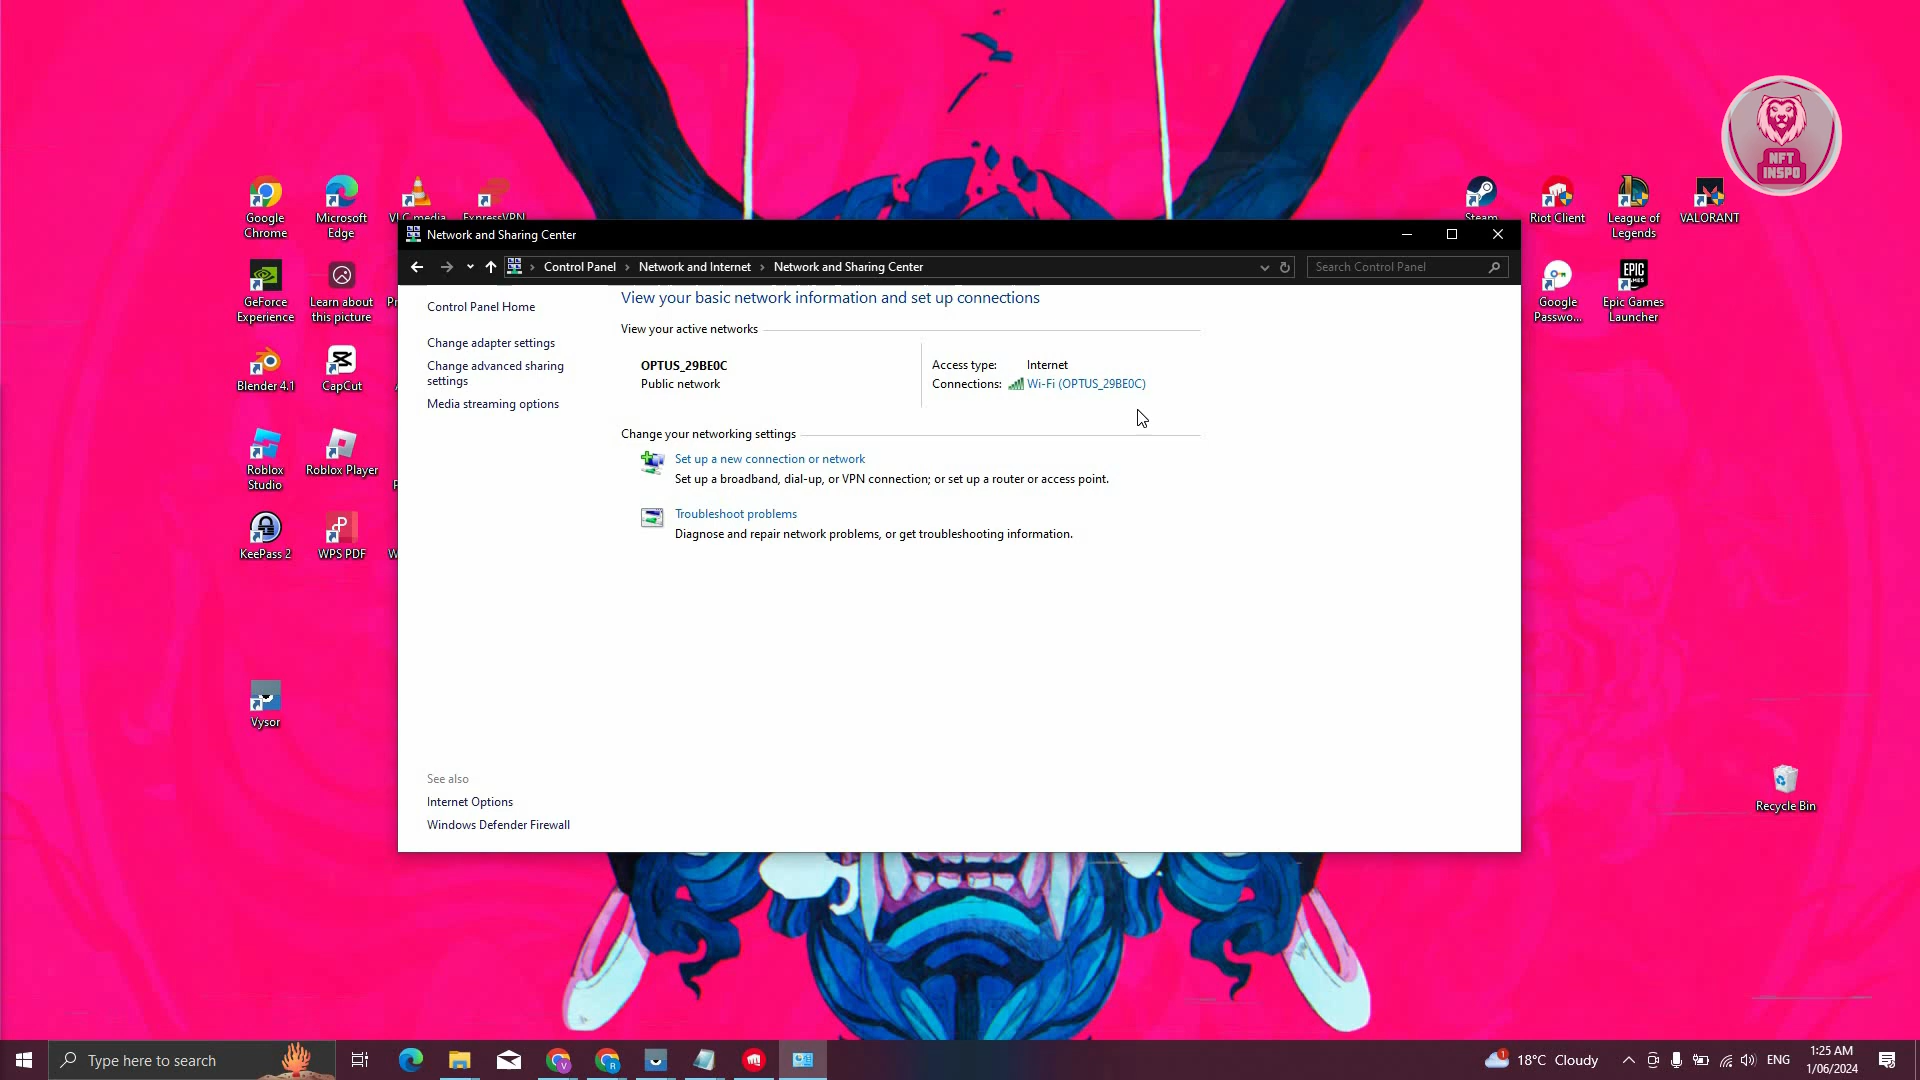 NFT
INSPO
Google
Chrome
Microsoft
Edge
VLC media
ExpressVPN
Steam
Riot Client
League of
Legends
VALORANT
GeForce
Experience
Learn about
this picture
Google
Passwo...
EPIC
GAMES
Epic Games
Launcher
Blender 4.1
CapCut
Roblox
Studio
Roblox Player
KeePass 2
WPS PDF
Vysor
Recycle Bin
Network and Sharing Center
Control Panel > Network and Internet > Network and Sharing Center
Search Control Panel
Control Panel Home
Change adapter settings
Change advanced sharing
settings
Media streaming options
View your basic network information and set up connections
View your active networks
OPTUS_29BE0C
Public network
Access type: Internet
Connections: Wi-Fi (OPTUS_29BE0C)
Change your networking settings
Set up a new connection or network
Set up a broadband, dial-up, or VPN connection; or set up a router or access point.
Troubleshoot problems
Diagnose and repair network problems, or get troubleshooting information.
See also
Internet Options
Windows Defender Firewall
Type here to search
1
18°C Cloudy
ENG
1:25 AM
1/06/2024